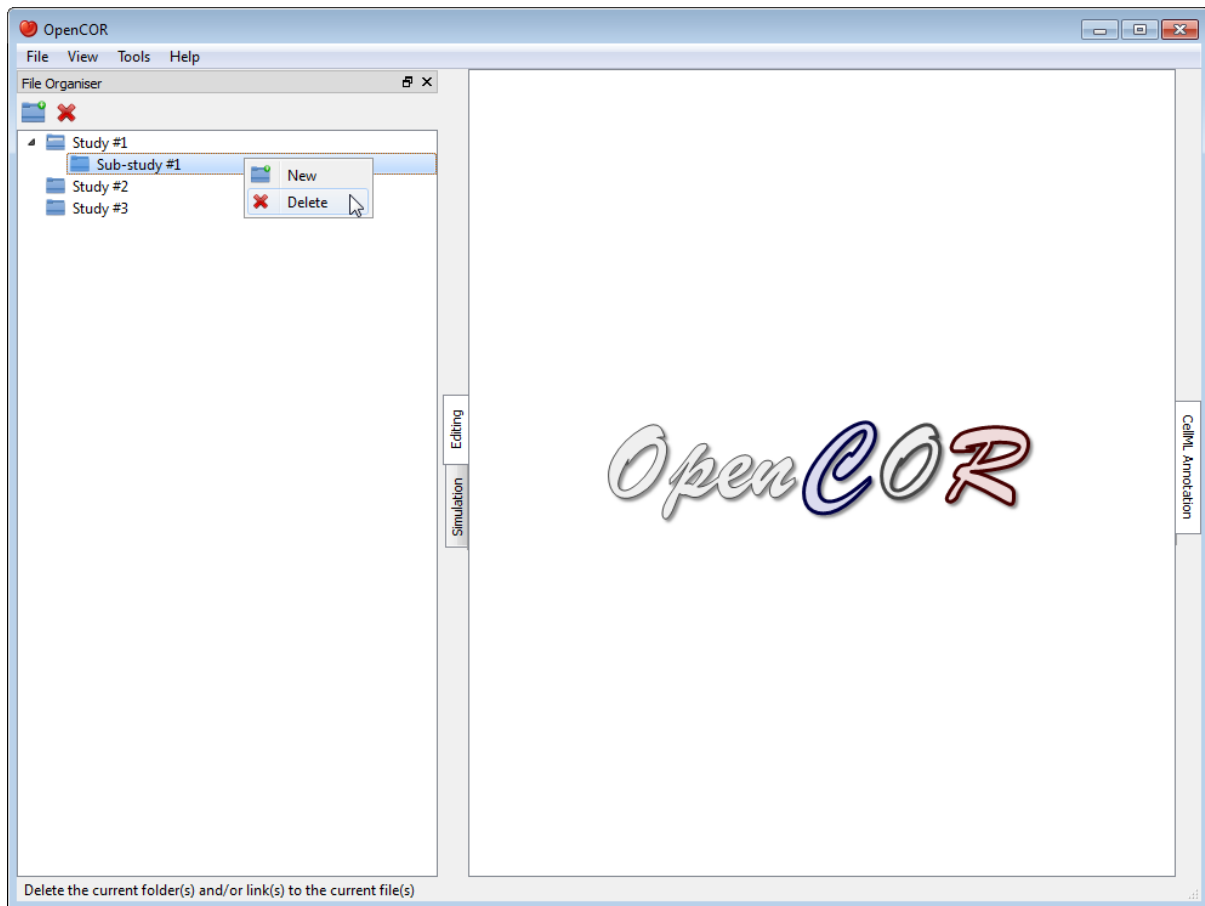 OpenCOR
File View Tools Help
File Organiser
Study #1
Sub-study #1
Study #2
Study #3
New
Delete
Editing
Simulation
OpenCOR
CellML Annotation
Delete the current folder(s) and/or link(s) to the current file(s)